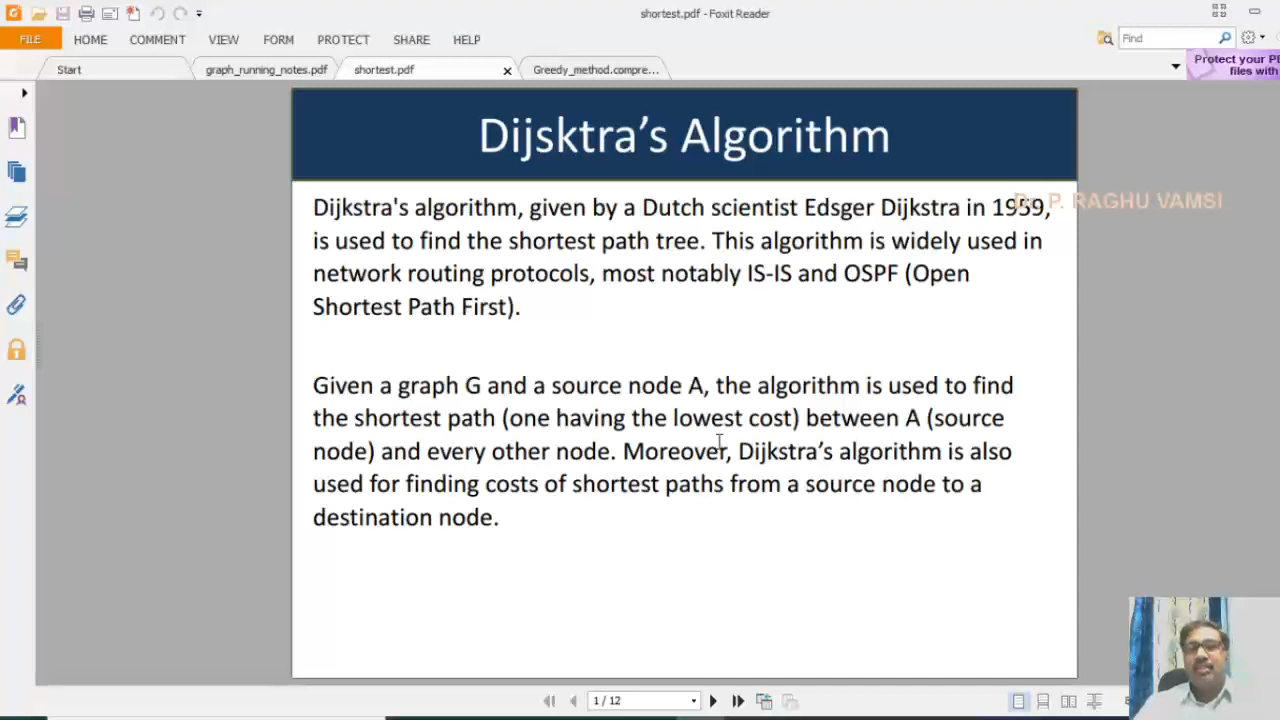 shortest.pdf - Foxit Reader
FILE
HOME
COMMENT
VIEW
FORM
PROTECT
SHARE
HELP
Find
Start
graph_running_notes.pdf
shortest.pdf
Greedy_method.compre...
Protect your PD
files with
Dijsktra’s Algorithm
Dr. P. RAGHU VAMSI
Dijkstra's algorithm, given by a Dutch scientist Edsger Dijkstra in 1959,
is used to find the shortest path tree. This algorithm is widely used in
network routing protocols, most notably IS-IS and OSPF (Open
Shortest Path First).
Given a graph G and a source node A, the algorithm is used to find
the shortest path (one having the lowest cost) between A (source
node) and every other node. Moreover, Dijkstra’s algorithm is also
used for finding costs of shortest paths from a source node to a
destination node.
1 / 12